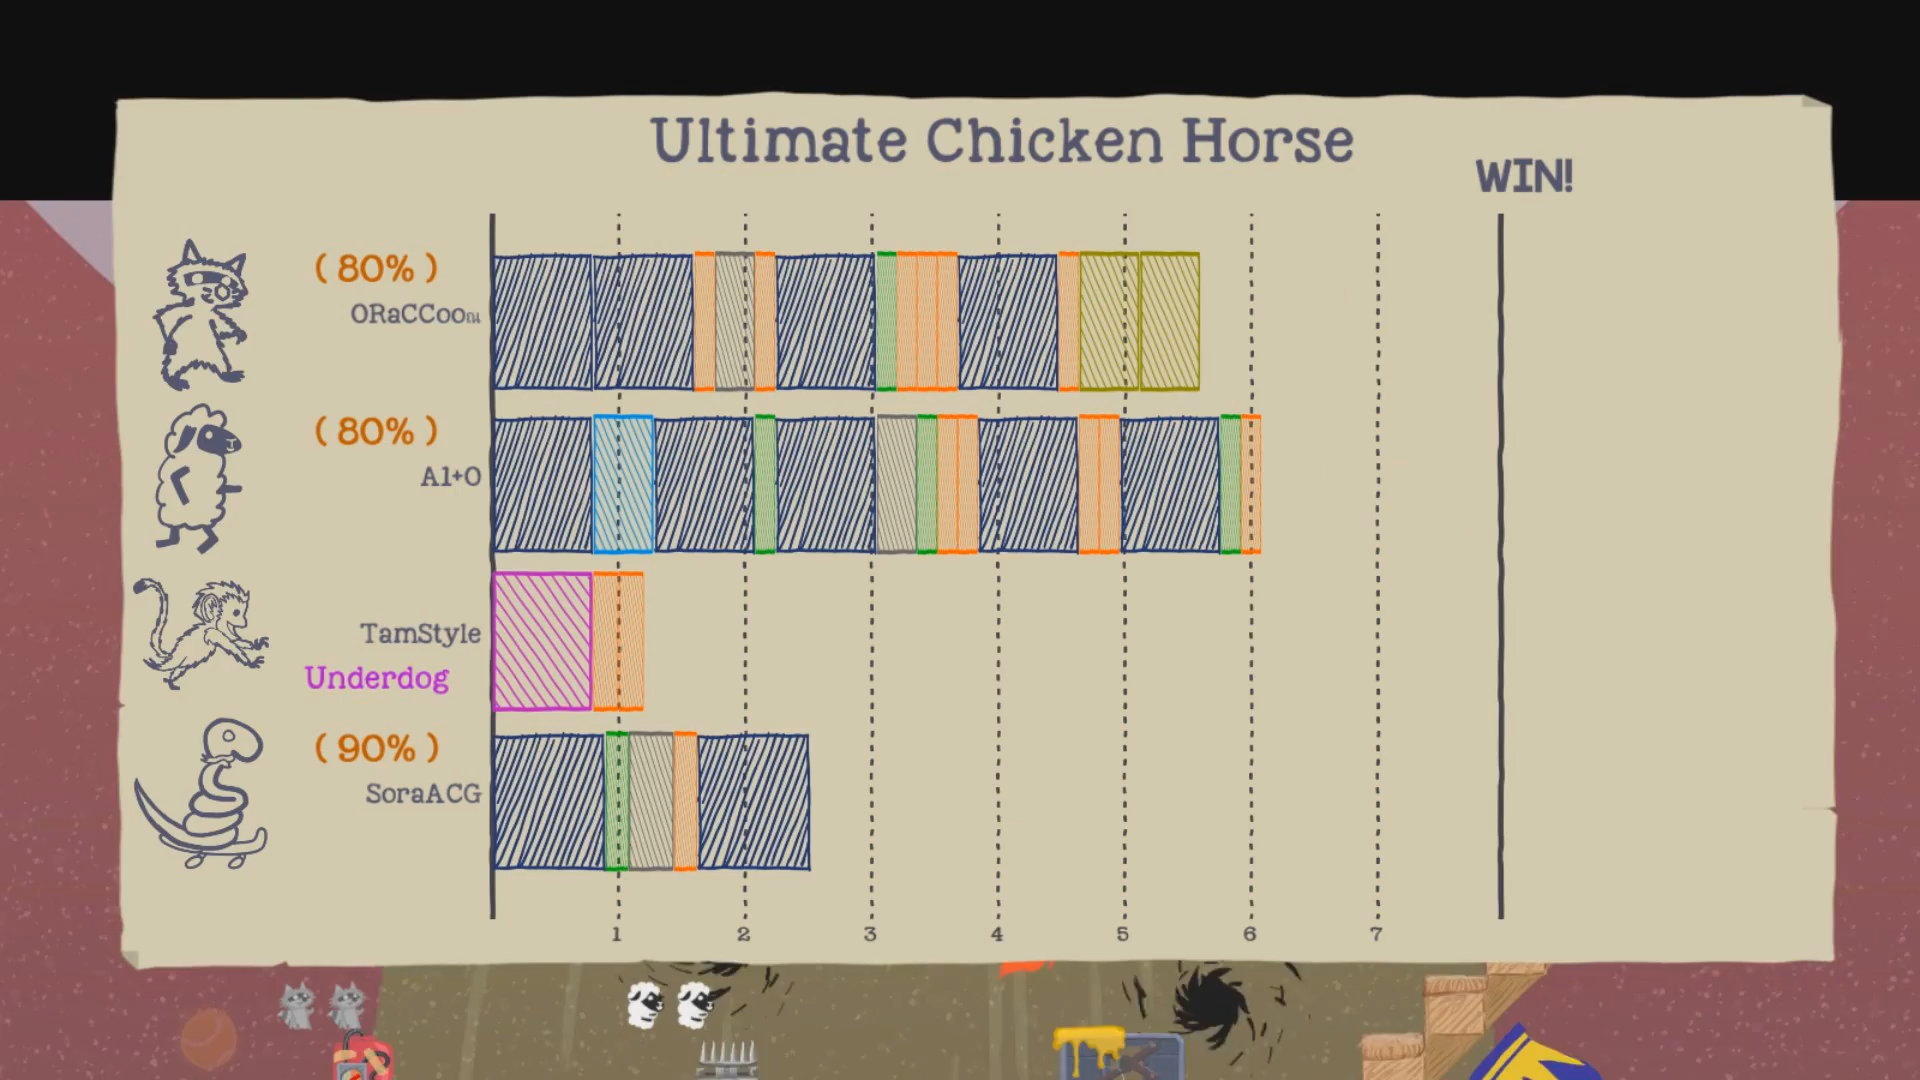 Ultimate Chicken Horse
WIN!
( 80% )
ORaCCoon
( 80% )
A1+O
TamStyle
Underdog
( 90% )
SoraACG
1 2 3 4 5 6 7